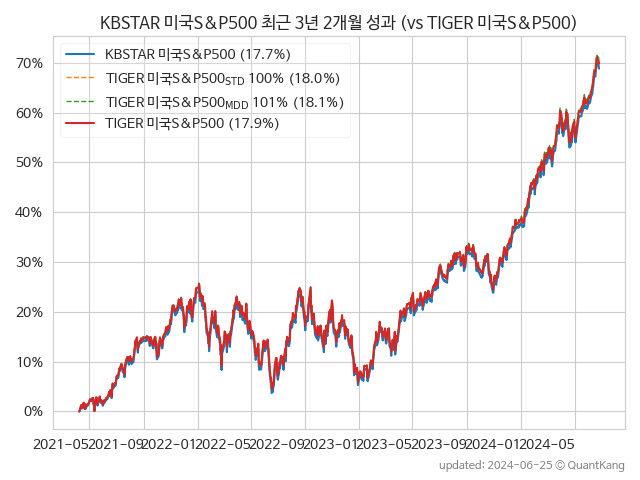 KBSTAR 미국S&P500 최근 3년 2개월 성과 (vs TIGER 미국S&P500)
KBSTAR 미국S&P500 (17.7%)
TIGER 미국S&P500STD 100% (18.0%)
TIGER 미국S&P500MDD 101% (18.1%)
TIGER 미국S&P500 (17.9%)
70%
60%
50%
40%
30%
20%
10%
0%
2021-05 2021-09 2022-01 2022-05 2022-09 2023-01 2023-05 2023-09 2024-01 2024-05
updated: 2024-06-25 © QuantKang